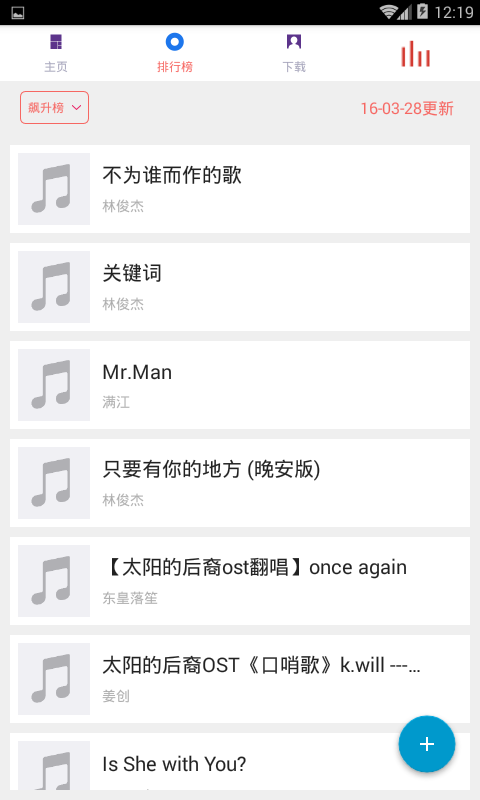 12:19
主页
排行榜
下载
飙升榜
16-03-28更新
不为谁而作的歌
林俊杰
关键词
林俊杰
Mr.Man
满江
只要有你的地方 (晚安版)
林俊杰
【太阳的后裔ost翻唱】once again
东皇落笙
太阳的后裔OST《口哨歌》k.will ---…
姜创
Is She with You?